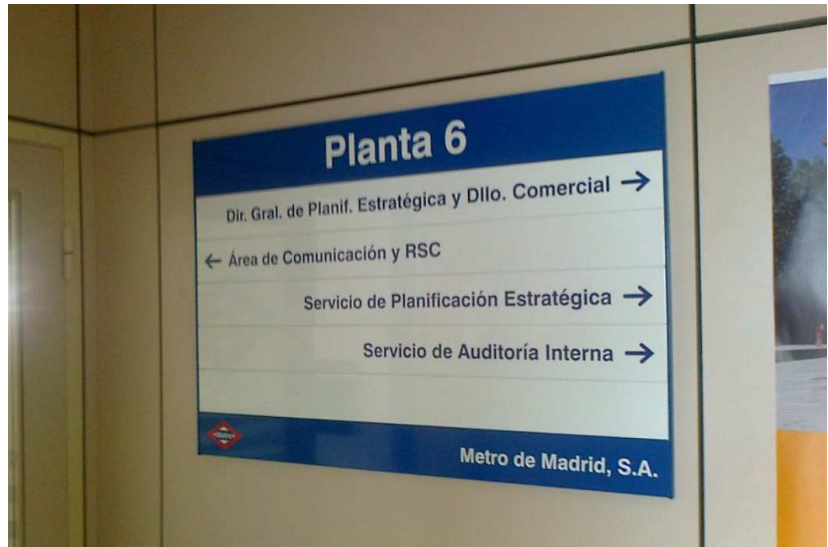 Planta 6
Dir. Gral. de Planif. Estratégica y Dllo. Comercial →
← Área de Comunicación y RSC
Servicio de Planificación Estratégica →
Servicio de Auditoría Interna →
Metro
Metro de Madrid, S.A.